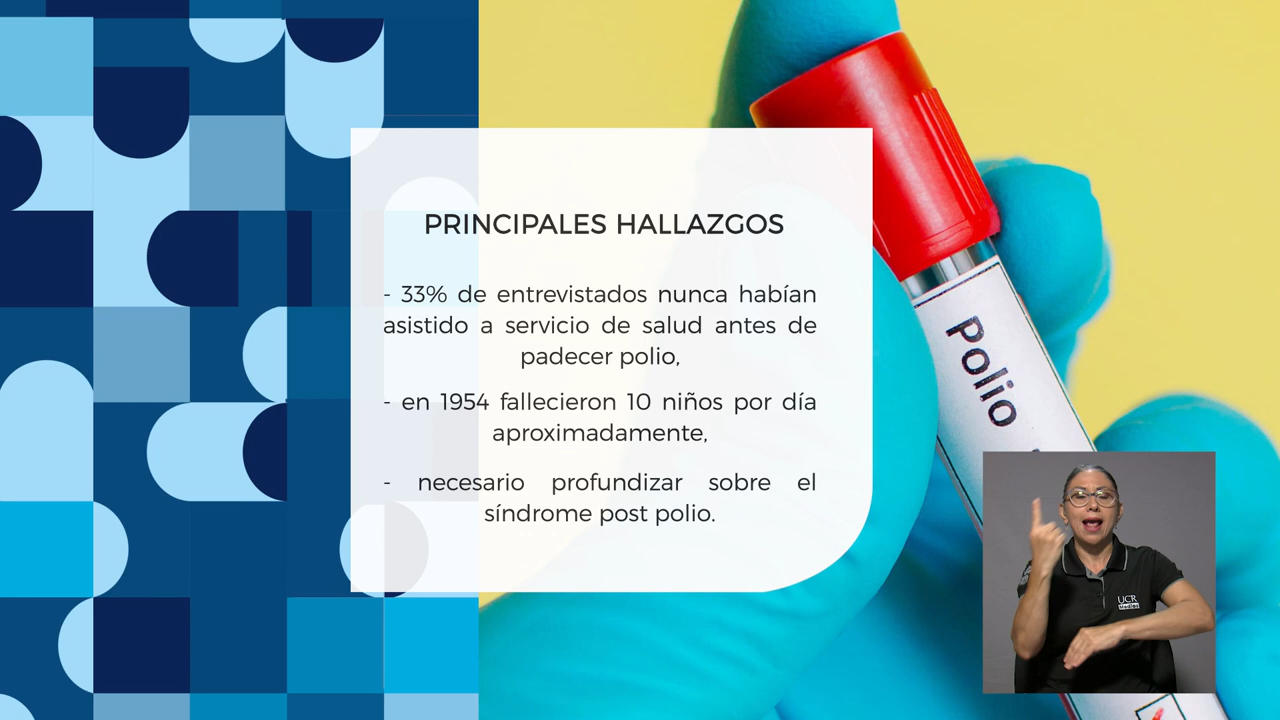 PRINCIPALES HALLAZGOS
- 33% de entrevistados nunca habían
asistido a servicio de salud antes de
padecer polio,
- en 1954 fallecieron 10 niños por día
aproximadamente,
- necesario profundizar sobre el
síndrome post polio.
Polio
UCR
Medios